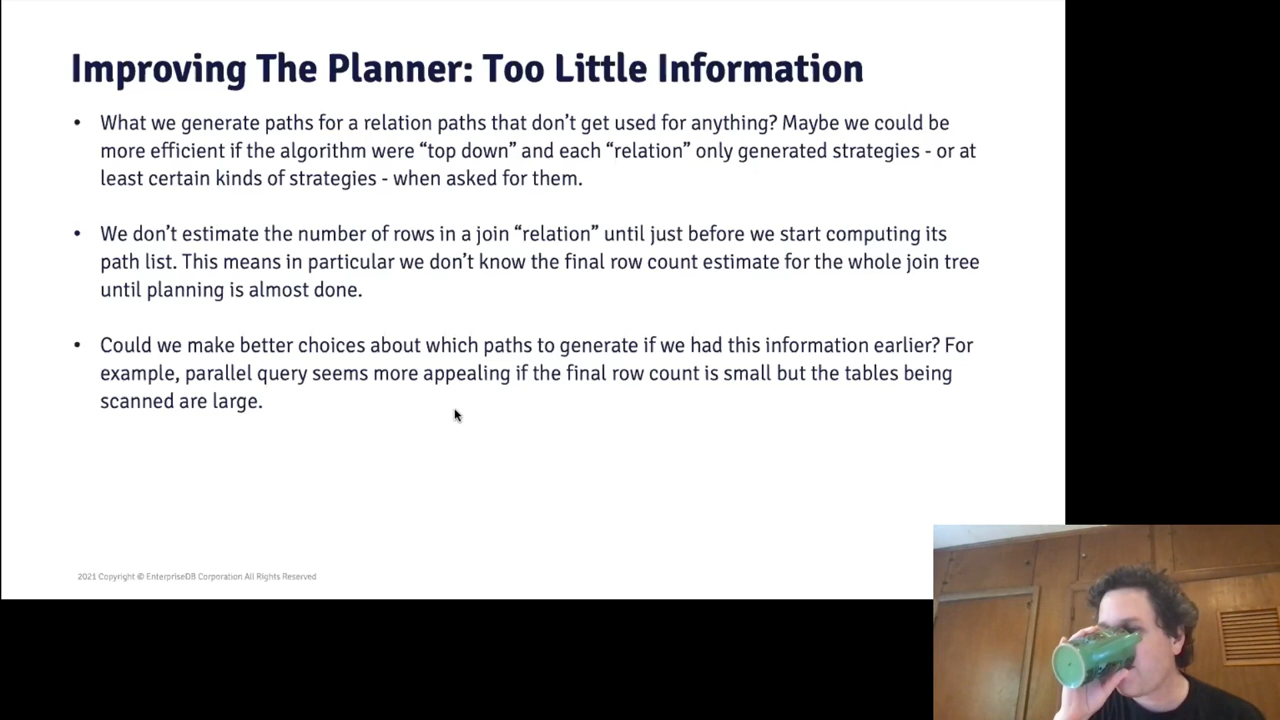 Improving The Planner: Too Little Information
• What we generate paths for a relation paths that don’t get used for anything? Maybe we could be
more efficient if the algorithm were “top down” and each “relation” only generated strategies - or at
least certain kinds of strategies - when asked for them.
• We don’t estimate the number of rows in a join “relation” until just before we start computing its
path list. This means in particular we don’t know the final row count estimate for the whole join tree
until planning is almost done.
• Could we make better choices about which paths to generate if we had this information earlier? For
example, parallel query seems more appealing if the final row count is small but the tables being
scanned are large.
2021 Copyright © EnterpriseDB Corporation All Rights Reserved